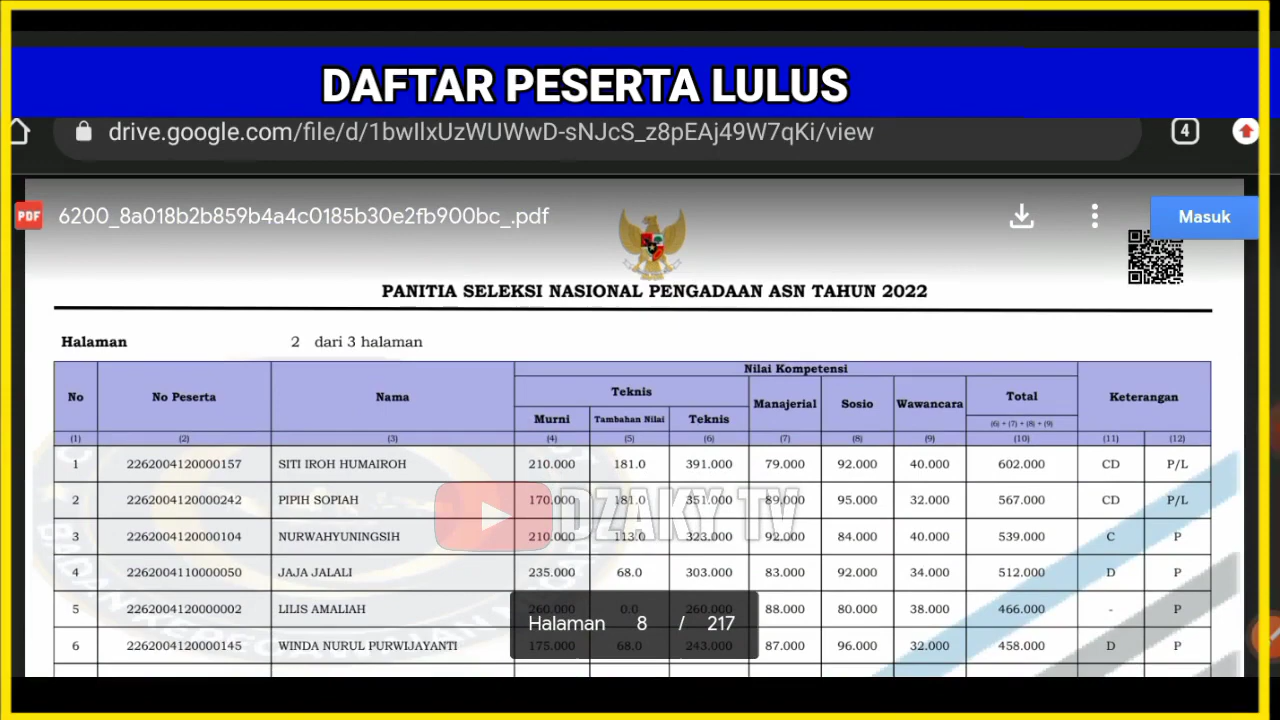 DAFTAR PESERTA LULUS
drive.google.com/file/d/1bwIlxUzWUWwD-sNJcS_z8pEAj49W7qKi/view
4
PDF 6200_8a018b2b859b4a4c0185b30e2fb900bc_.pdf
Masuk
PANITIA SELEKSI NASIONAL PENGADAAN ASN TAHUN 2022
Halaman 2 dari 3 halaman
No No Peserta Nama Nilai Kompetensi Keterangan
Teknis Manajerial Sosio Wawancara Total
Murni Tambahan Nilai Teknis (6) + (7) + (8) + (9)
(1) (2) (3) (4) (5) (6) (7) (8) (9) (10) (11) (12)
1 2262004120000157 SITI IROH HUMAIROH 210.000 181.0 391.000 79.000 92.000 40.000 602.000 CD P/L
2 2262004120000242 PIPIH SOPIAH 170.000 181.0 351.000 89.000 95.000 32.000 567.000 CD P/L
DZAKY TV
3 2262004120000104 NURWAHYUNINGSIH 210.000 113.0 323.000 92.000 84.000 40.000 539.000 C P
4 2262004110000050 JAJA JALALI 235.000 68.0 303.000 83.000 92.000 34.000 512.000 D P
5 2262004120000002 LILIS AMALIAH 260.000 0.0 260.000 88.000 80.000 38.000 466.000 - P
Halaman 8 / 217
6 2262004120000145 WINDA NURUL PURWIJAYANTI 175.000 68.0 243.000 87.000 96.000 32.000 458.000 D P